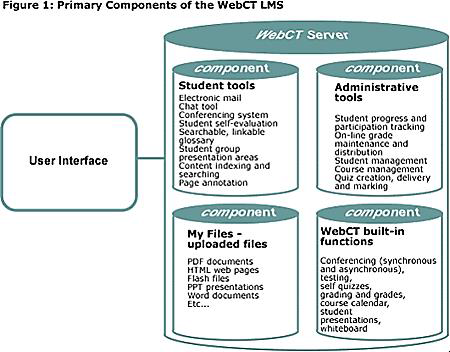 Figure 1: Primary Components of the WebCT LMS
WebCT Server
User Interface
component
Student tools
Electronic mail
Chat tool
Conferencing system
Student self-evaluation
Searchable, linkable
glossary
Student group
presentation areas
Content indexing and
searching
Page annotation
component
Administrative
tools
Student progress and
participation tracking
On-line grade
maintenance and
distribution
Student management
Course management
Quiz creation, delivery
and marking
component
My Files -
uploaded files
PDF documents
HTML web pages
Flash files
PPT presentations
Word documents
Etc...
component
WebCT built-in
functions
Conferencing (synchronous
and asynchronous),
testing,
self quizzes,
grading and grades,
course calendar,
student
presentations,
whiteboard